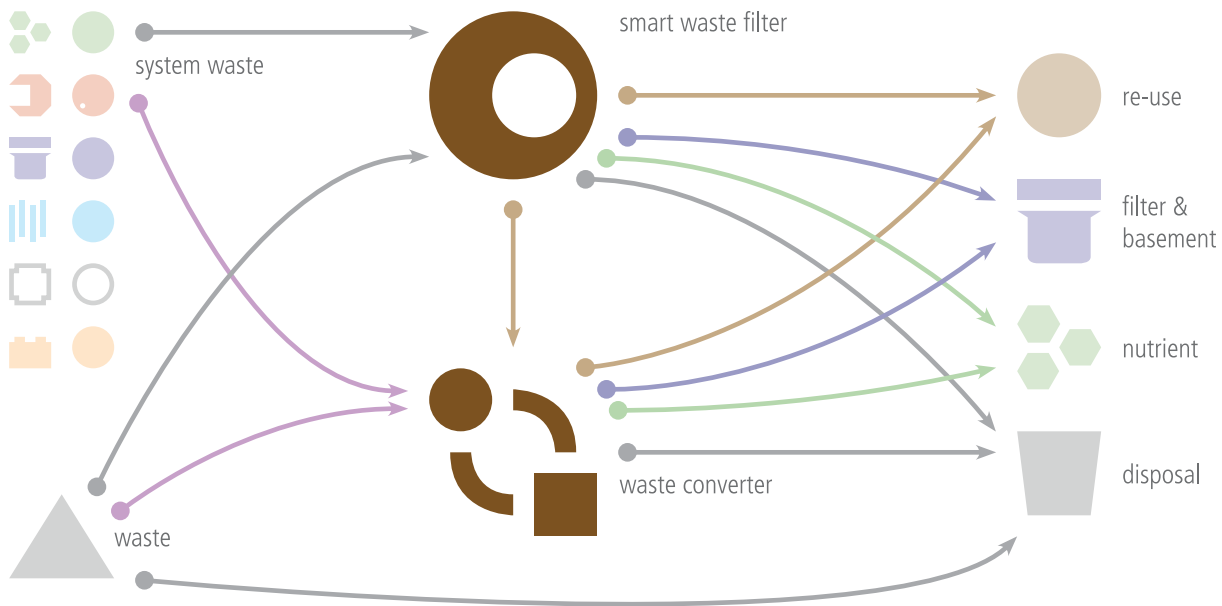 smart waste filter
system waste
re-use
filter &
basement
nutrient
waste converter
disposal
waste